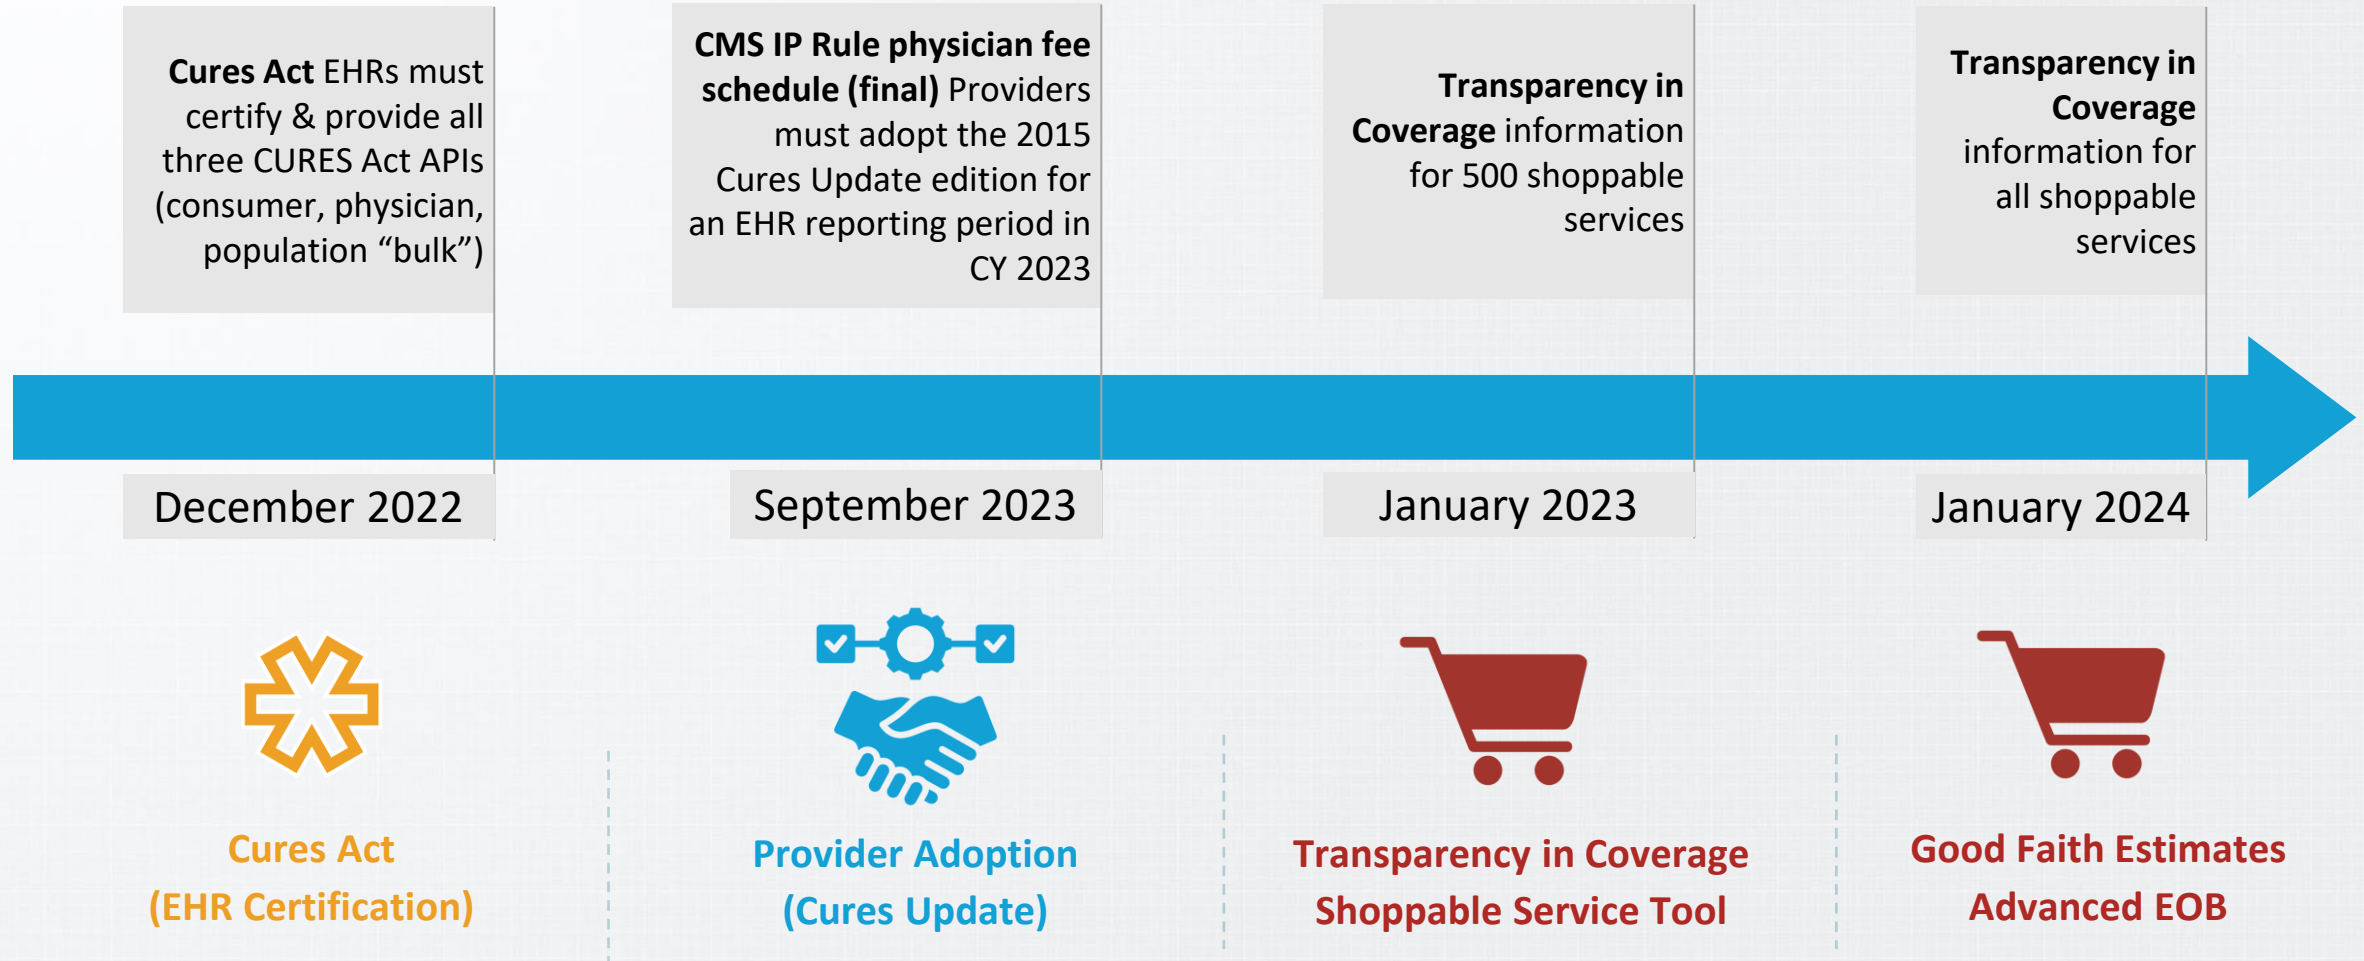 Cures Act EHRs must
certify & provide all
three CURES Act APIs
(consumer, physician,
population “bulk”)
CMS IP Rule physician fee
schedule (final) Providers
must adopt the 2015
Cures Update edition for
an EHR reporting period in
CY 2023
Transparency in
Coverage information
for 500 shoppable
services
Transparency in
Coverage
information for
all shoppable
services
December 2022
September 2023
January 2023
January 2024
Cures Act
(EHR Certification)
Provider Adoption
(Cures Update)
Transparency in Coverage
Shoppable Service Tool
Good Faith Estimates
Advanced EOB